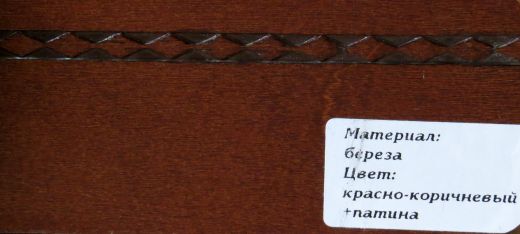 Материал:
береза
Цвет:
красно-коричневый
+патина